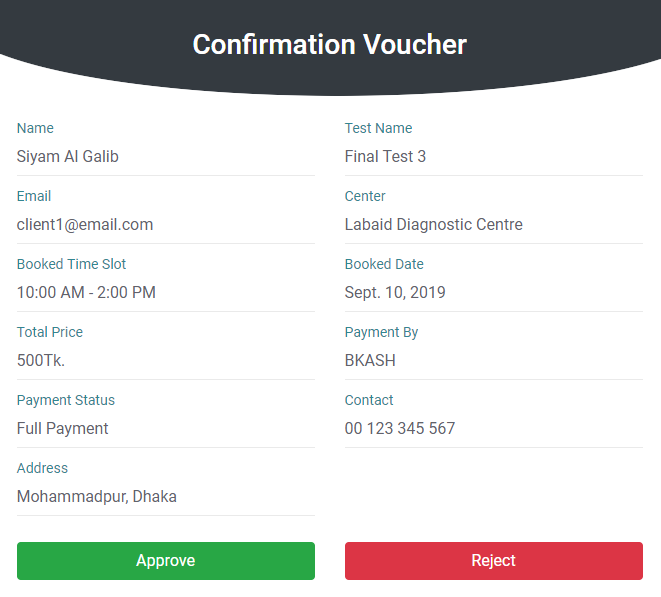 Confirmation Voucher
Name
Siyam Al Galib
Test Name
Final Test 3
Email
client1@email.com
Center
Labaid Diagnostic Centre
Booked Time Slot
10:00 AM - 2:00 PM
Booked Date
Sept. 10, 2019
Total Price
500Tk.
Payment By
BKASH
Payment Status
Full Payment
Contact
00 123 345 567
Address
Mohammadpur, Dhaka
Approve
Reject